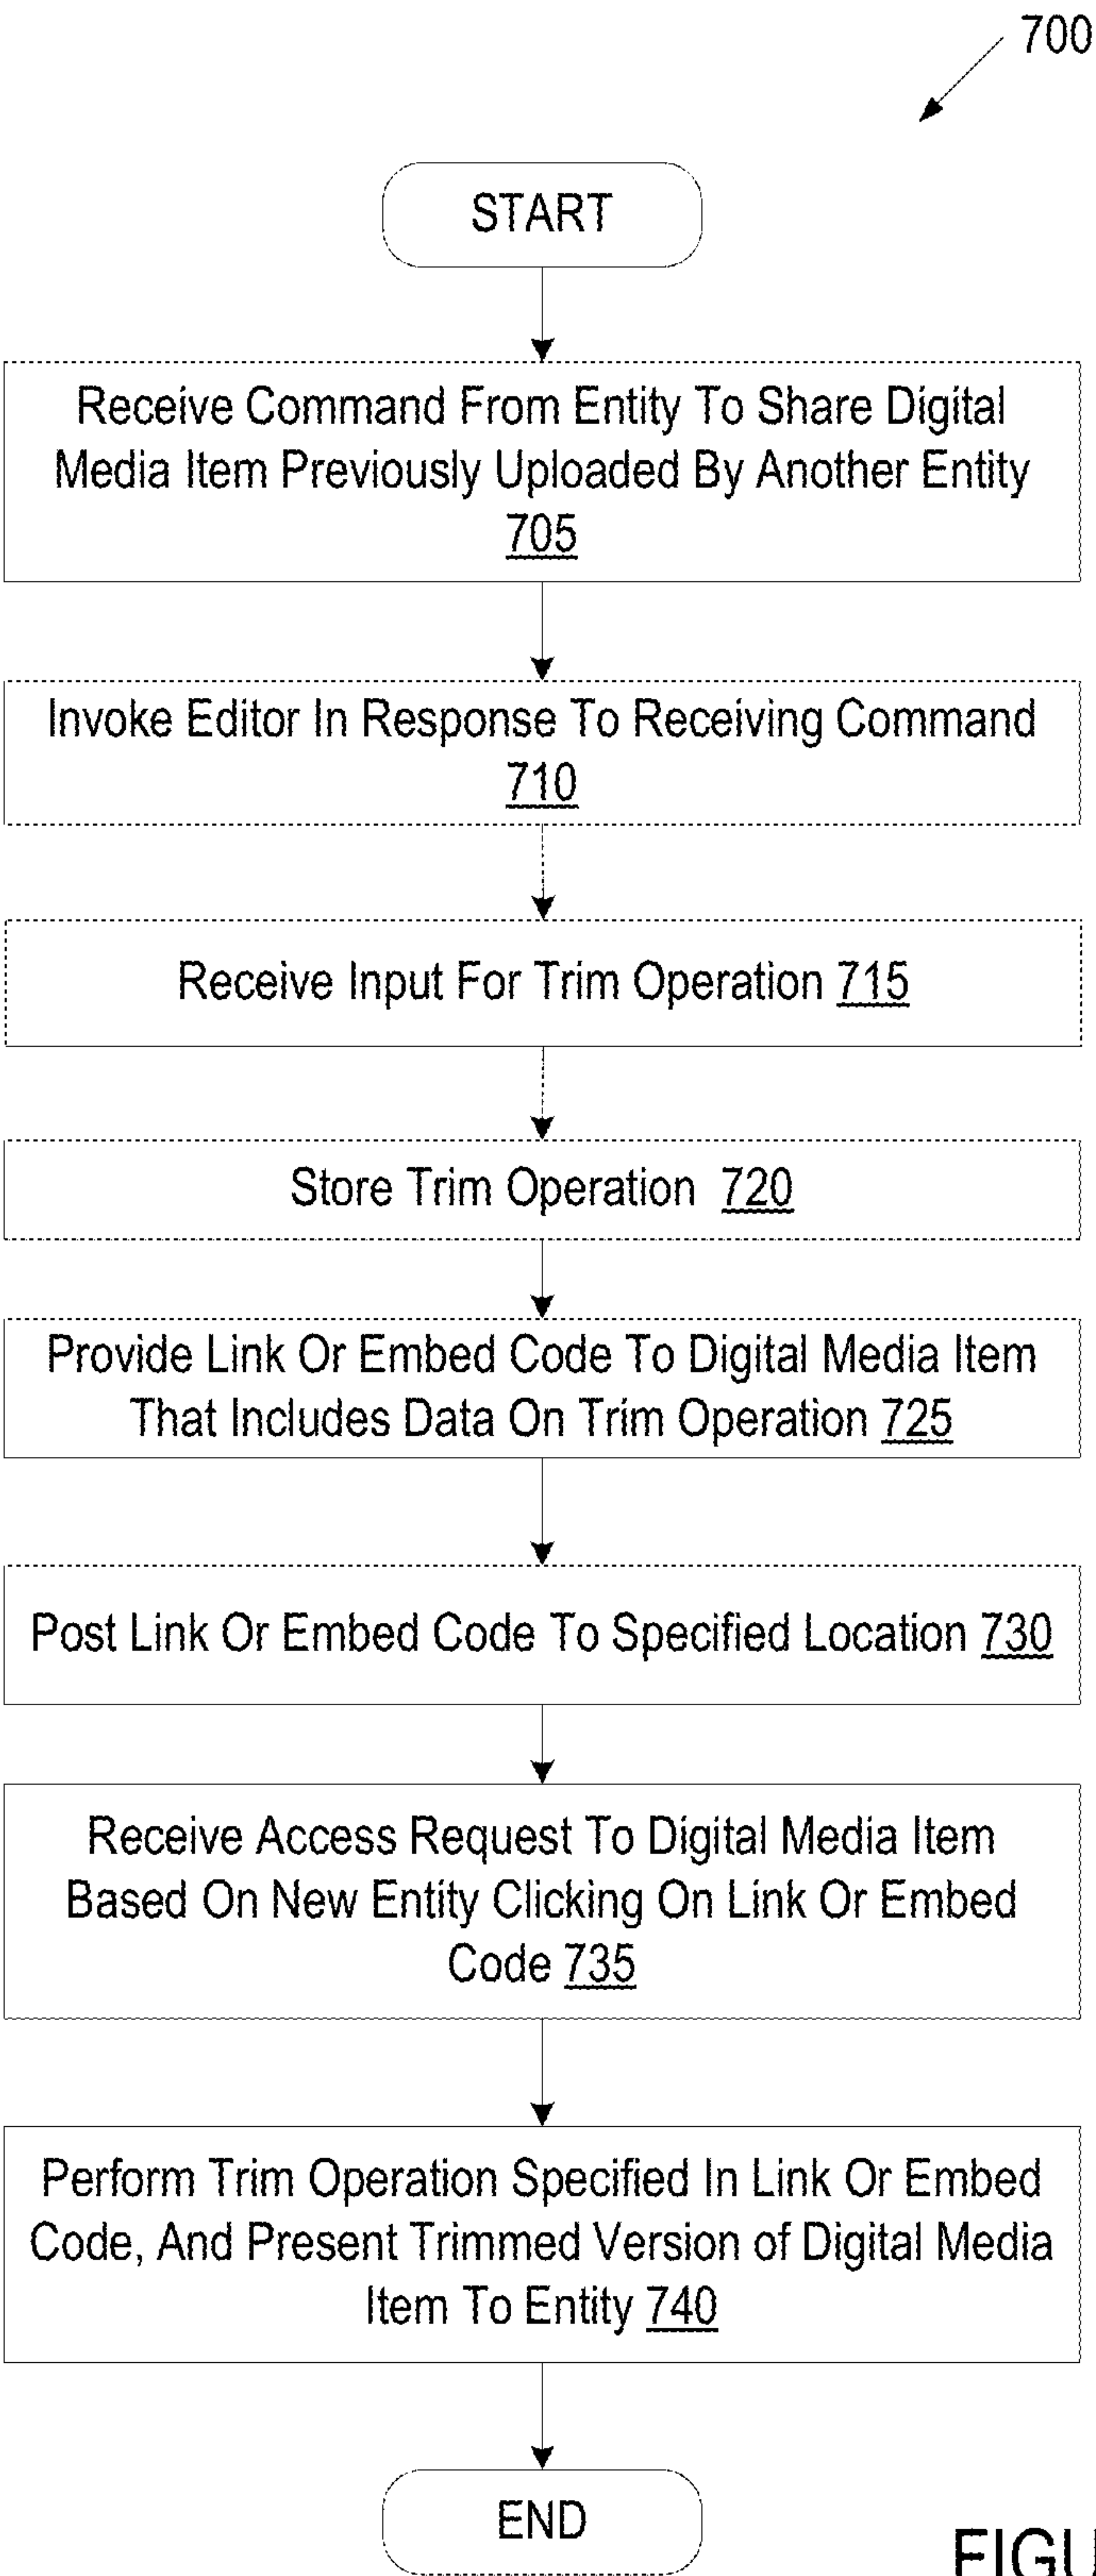 700
START
Receive Command From Entity To Share Digital
Media Item Previously Uploaded By Another Entity
705
Invoke Editor In Response To Receiving Command
710
Receive Input For Trim Operation 715
Store Trim Operation 720
Provide Link Or Embed Code To Digital Media Item
That Includes Data On Trim Operation 725
Post Link Or Embed Code To Specified Location 730
Receive Access Request To Digital Media Item
Based On New Entity Clicking On Link Or Embed
Code 735
Perform Trim Operation Specified In Link Or Embed
Code, And Present Trimmed Version of Digital Media
Item To Entity 740
END